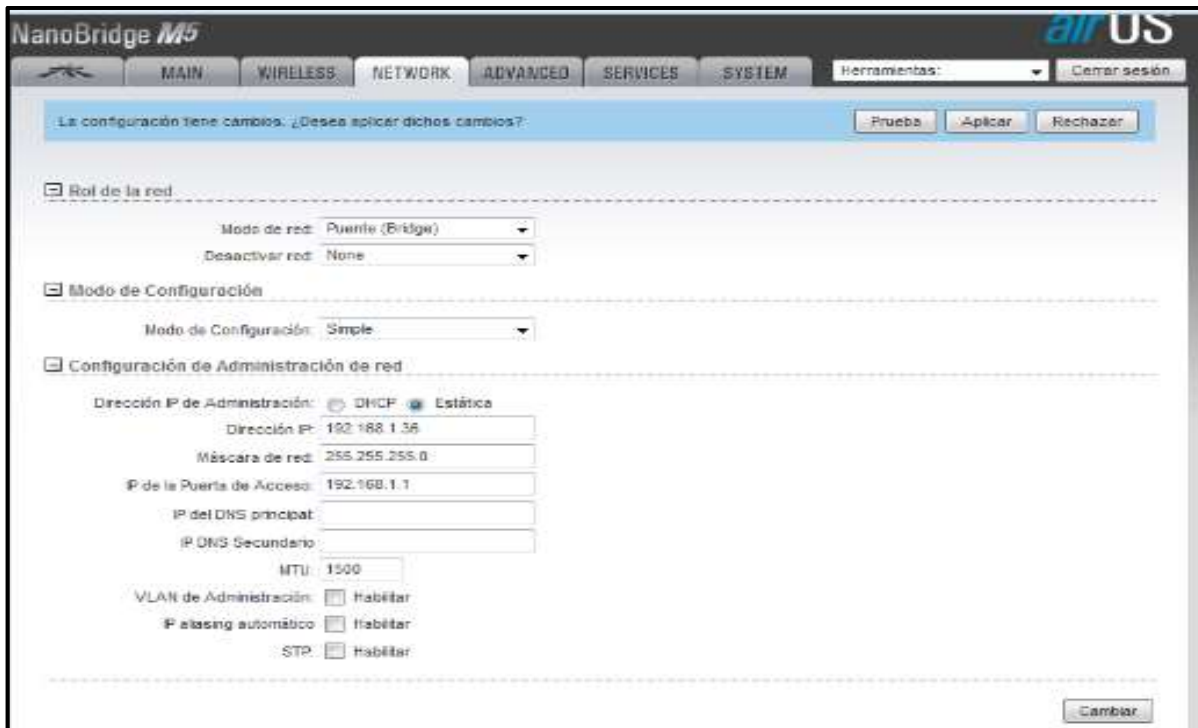 NanoBridge M5
air OS
MAIN WIRELESS NETWORK ADVANCED SERVICES SYSTEM Herramientas: Cerrar sesión
La configuración tiene cambios. ¿Desea aplicar dichos cambios? Prueba Aplicar Rechazar
Rol de la red
Modo de red: Puente (Bridge)
Desactivar red: None
Modo de Configuración
Modo de Configuración: Simple
Configuración de Administración de red
Dirección IP de Administración: DHCP Estática
Dirección IP: 192.168.1.36
Máscara de red: 255.255.255.0
IP de la Puerta de Acceso: 192.168.1.1
IP del DNS principal:
IP DNS Secundario
MTU: 1500
VLAN de Administración: Habilitar
IP aliasing automático Habilitar
STP: Habilitar
Cambiar